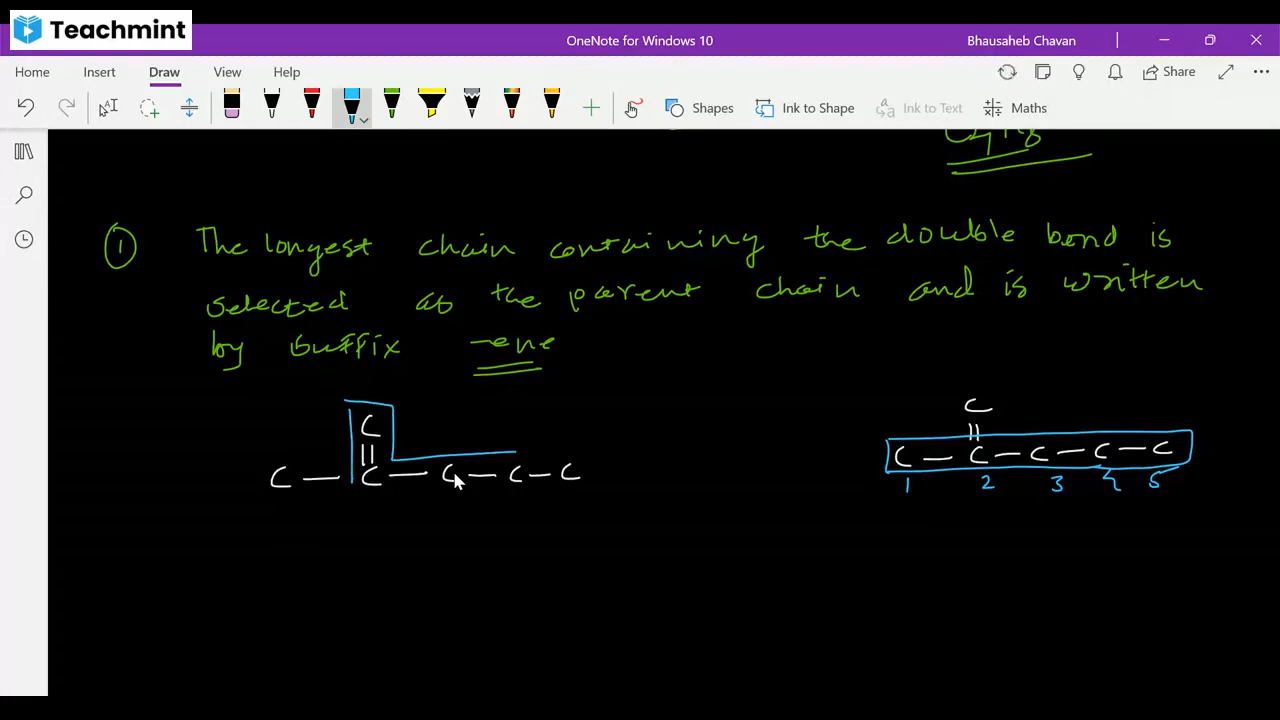 Teachmint
OneNote for Windows 10
Bhausaheb Chavan
Home Insert Draw View Help
Share
Shapes Ink to Shape Ink to Text Maths
① The longest chain containing the double bond is
selected as the parent chain and is written
by suffix -ene
C
||
C — C — C — C — C
C
||
C — C — C — C — C
1 2 3 4 5